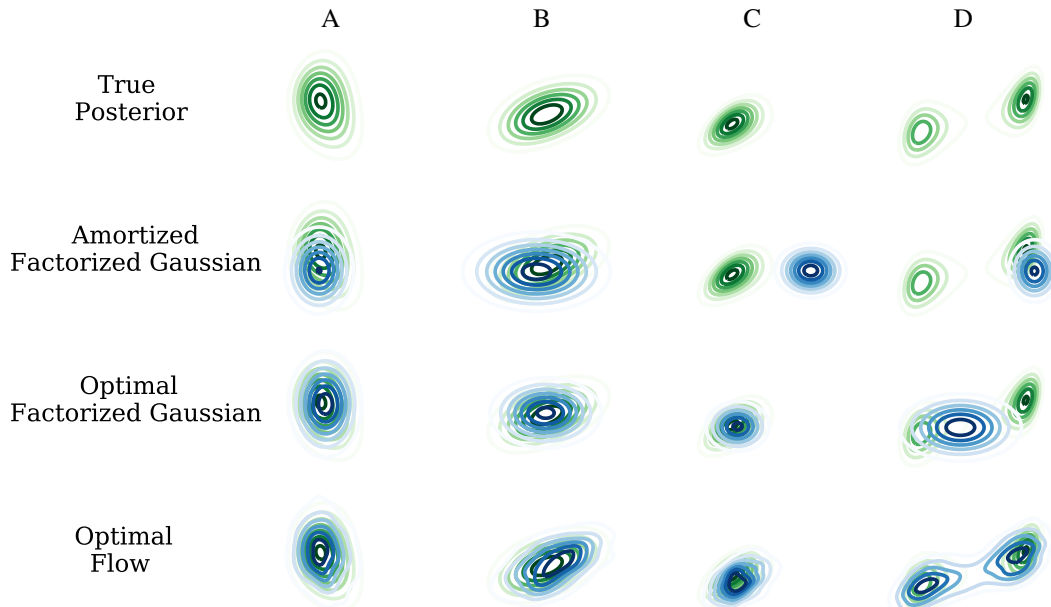 A B C D
True
Posterior
Amortized
Factorized Gaussian
Optimal
Factorized Gaussian
Optimal
Flow